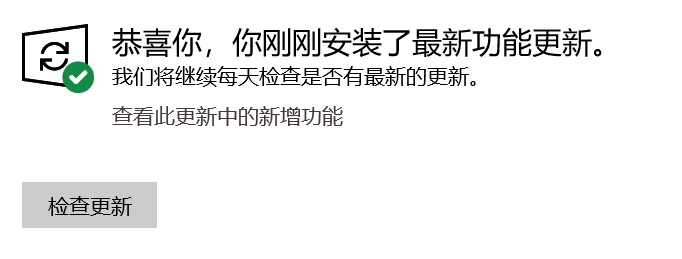 恭喜你，你刚刚安装了最新功能更新。
我们将继续每天检查是否有最新的更新。
查看此更新中的新增功能
检查更新